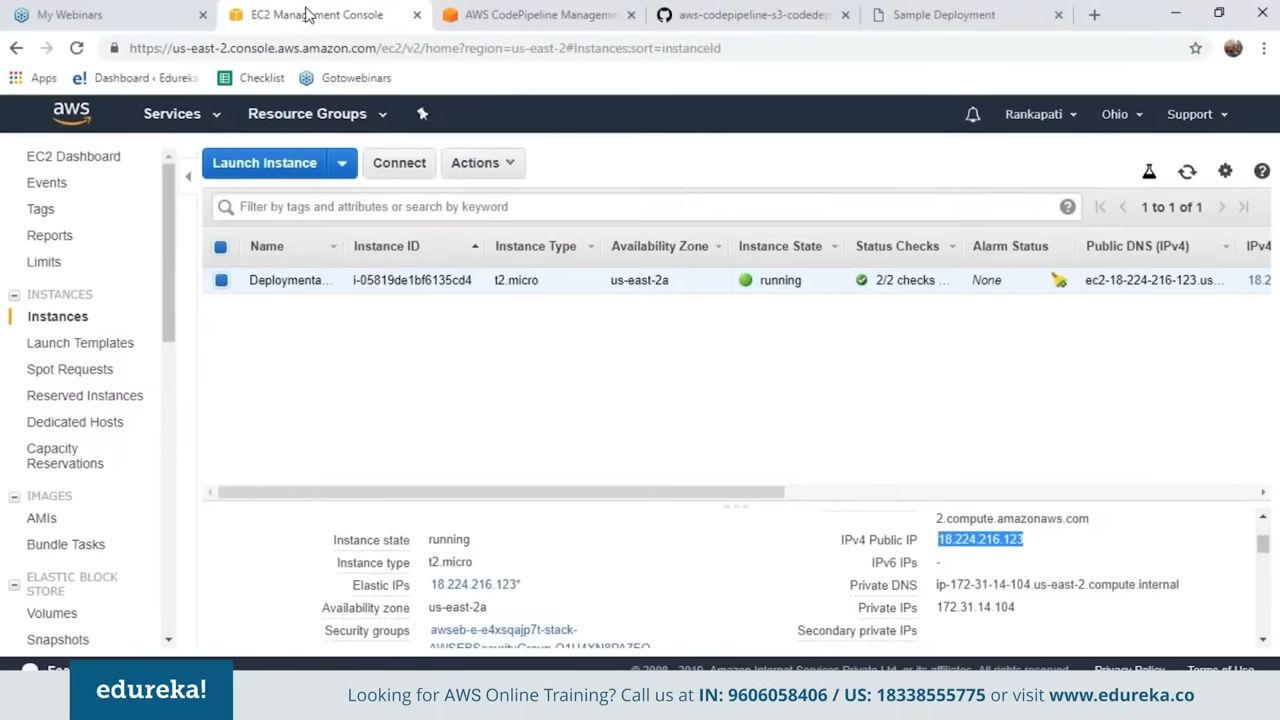 My Webinars
EC2 Management Console
AWS CodePipeline Manageme
aws-codepipeline-s3-codedep
Sample Deployment
https://us-east-2.console.aws.amazon.com/ec2/v2/home?region=us-east-2#Instances:sort=instanceId
Apps
e! Dashboard ‹ Edureka
Checklist
Gotowebinars
aws
Services
Resource Groups
Rankapati
Ohio
Support
EC2 Dashboard
Events
Tags
Reports
Limits
INSTANCES
Instances
Launch Templates
Spot Requests
Reserved Instances
Dedicated Hosts
Capacity
Reservations
IMAGES
AMIs
Bundle Tasks
ELASTIC BLOCK
STORE
Volumes
Snapshots
Launch Instance
Connect
Actions
Filter by tags and attributes or search by keyword
1 to 1 of 1
Name Instance ID Instance Type Availability Zone Instance State Status Checks Alarm Status Public DNS (IPv4) IPv4
Deploymenta... i-05819de1bf6135cd4 t2.micro us-east-2a running 2/2 checks ... None ec2-18-224-216-123.us... 18.2
2.compute.amazonaws.com
Instance state running IPv4 Public IP 18.224.216.123
Instance type t2.micro IPv6 IPs -
Elastic IPs 18.224.216.123* Private DNS ip-172-31-14-104.us-east-2.compute.internal
Availability zone us-east-2a Private IPs 172.31.14.104
Security groups awseb-e-e4xsqajp7t-stack- Secondary private IPs
edureka!
Looking for AWS Online Training? Call us at IN: 9606058406 / US: 18338555775 or visit www.edureka.co